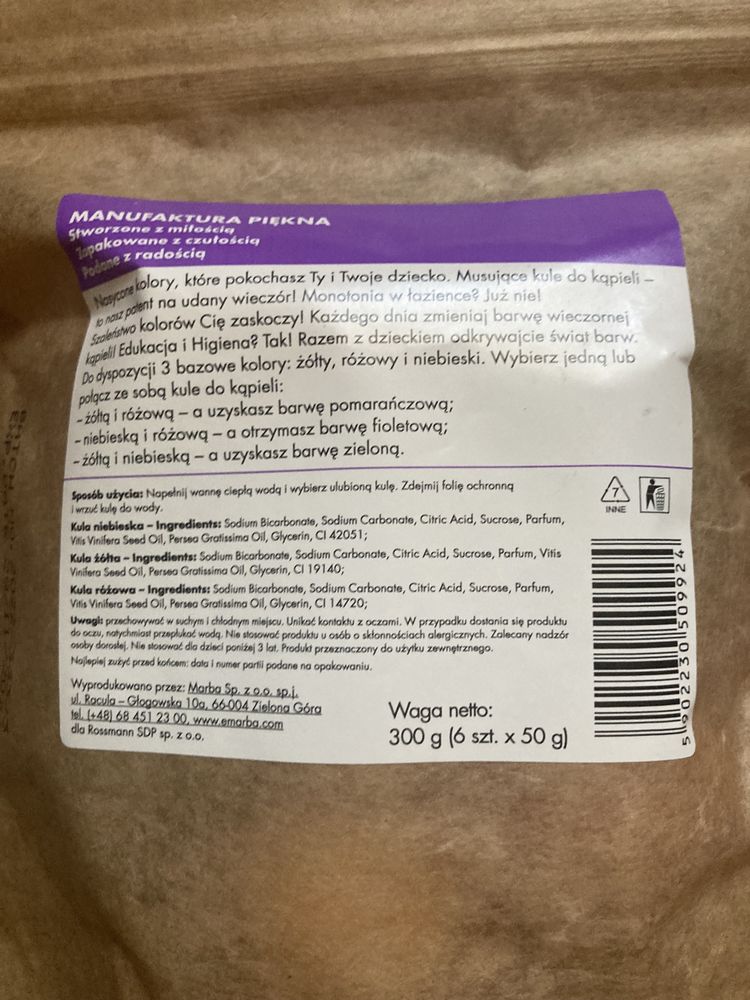 MANUFAKTURA PIĘKNA
Stworzone z miłością
Zapakowane z czułością
Podane z radością
Nasycone kolory, które pokochasz Ty i Twoje dziecko. Musujące kule do kąpieli –
to nasz patent na udany wieczór! Monotonia w łazience? Już nie!
Szaleństwo kolorów Cię zaskoczy! Każdego dnia zmieniaj barwę wieczornej
kąpieli! Edukacja i Higiena? Tak! Razem z dzieckiem odkrywajcie świat barw.
Do dyspozycji 3 bazowe kolory: żółty, różowy i niebieski. Wybierz jedną lub
połącz ze sobą kule do kąpieli:
- żółtą i różową – a uzyskasz barwę pomarańczową;
- niebieską i różową – a otrzymasz barwę fioletową;
- żółtą i niebieską – a uzyskasz barwę zieloną.
Sposób użycia: Napełnij wannę ciepłą wodą i wybierz ulubioną kulę. Zdejmij folię ochronną
i wrzuć kulę do wody.
Kula niebieska – Ingredients: Sodium Bicarbonate, Sodium Carbonate, Citric Acid, Sucrose, Parfum,
Vitis Vinifera Seed Oil, Persea Gratissima Oil, Glycerin, CI 42051;
Kula żółta – Ingredients: Sodium Bicarbonate, Sodium Carbonate, Citric Acid, Sucrose, Parfum, Vitis
Vinifera Seed Oil, Persea Gratissima Oil, Glycerin, CI 19140;
Kula różowa – Ingredients: Sodium Bicarbonate, Sodium Carbonate, Citric Acid, Sucrose, Parfum,
Vitis Vinifera Seed Oil, Persea Gratissima Oil, Glycerin, CI 14720;
Uwagi: przechowywać w suchym i chłodnym miejscu. Unikać kontaktu z oczami. W przypadku dostania się produktu
do oczu, natychmiast przepłukać wodą. Nie stosować produktu u osób o skłonnościach alergicznych. Zalecany nadzór
osoby dorosłej. Nie stosować dla dzieci poniżej 3 lat. Produkt przeznaczony do użytku zewnętrznego.
Najlepiej zużyć przed końcem: data i numer partii podane na opakowaniu.
Wyprodukowano przez: Marba Sp. z o.o. sp.j.
ul. Racula – Głogowska 10a, 66-004 Zielona Góra
tel. (+48) 68 451 23 00, www.emarba.com
dla Rossmann SDP sp. z o.o.
Waga netto:
300 g (6 szt. x 50 g)
7
INNE
5 902230 509924